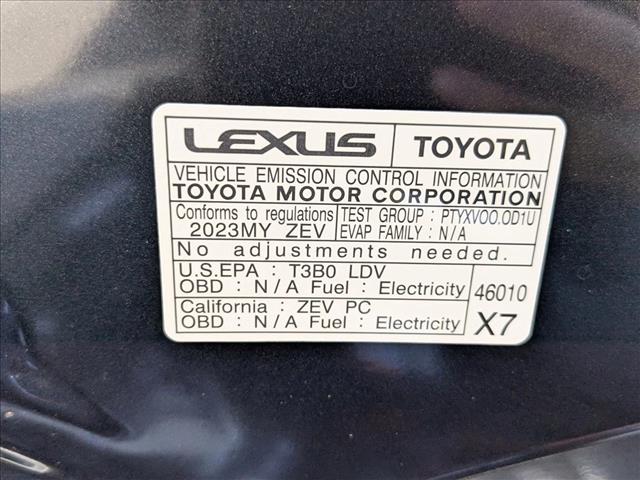 LEXUS TOYOTA
VEHICLE EMISSION CONTROL INFORMATION
TOYOTA MOTOR CORPORATION
Conforms to regulations TEST GROUP : PTYXV00.0D1U
2023MY ZEV EVAP FAMILY : N/A
No adjustments needed.
U.S.EPA : T3B0 LDV
OBD : N/A Fuel : Electricity 46010
California : ZEV PC
OBD : N/A Fuel : Electricity X7